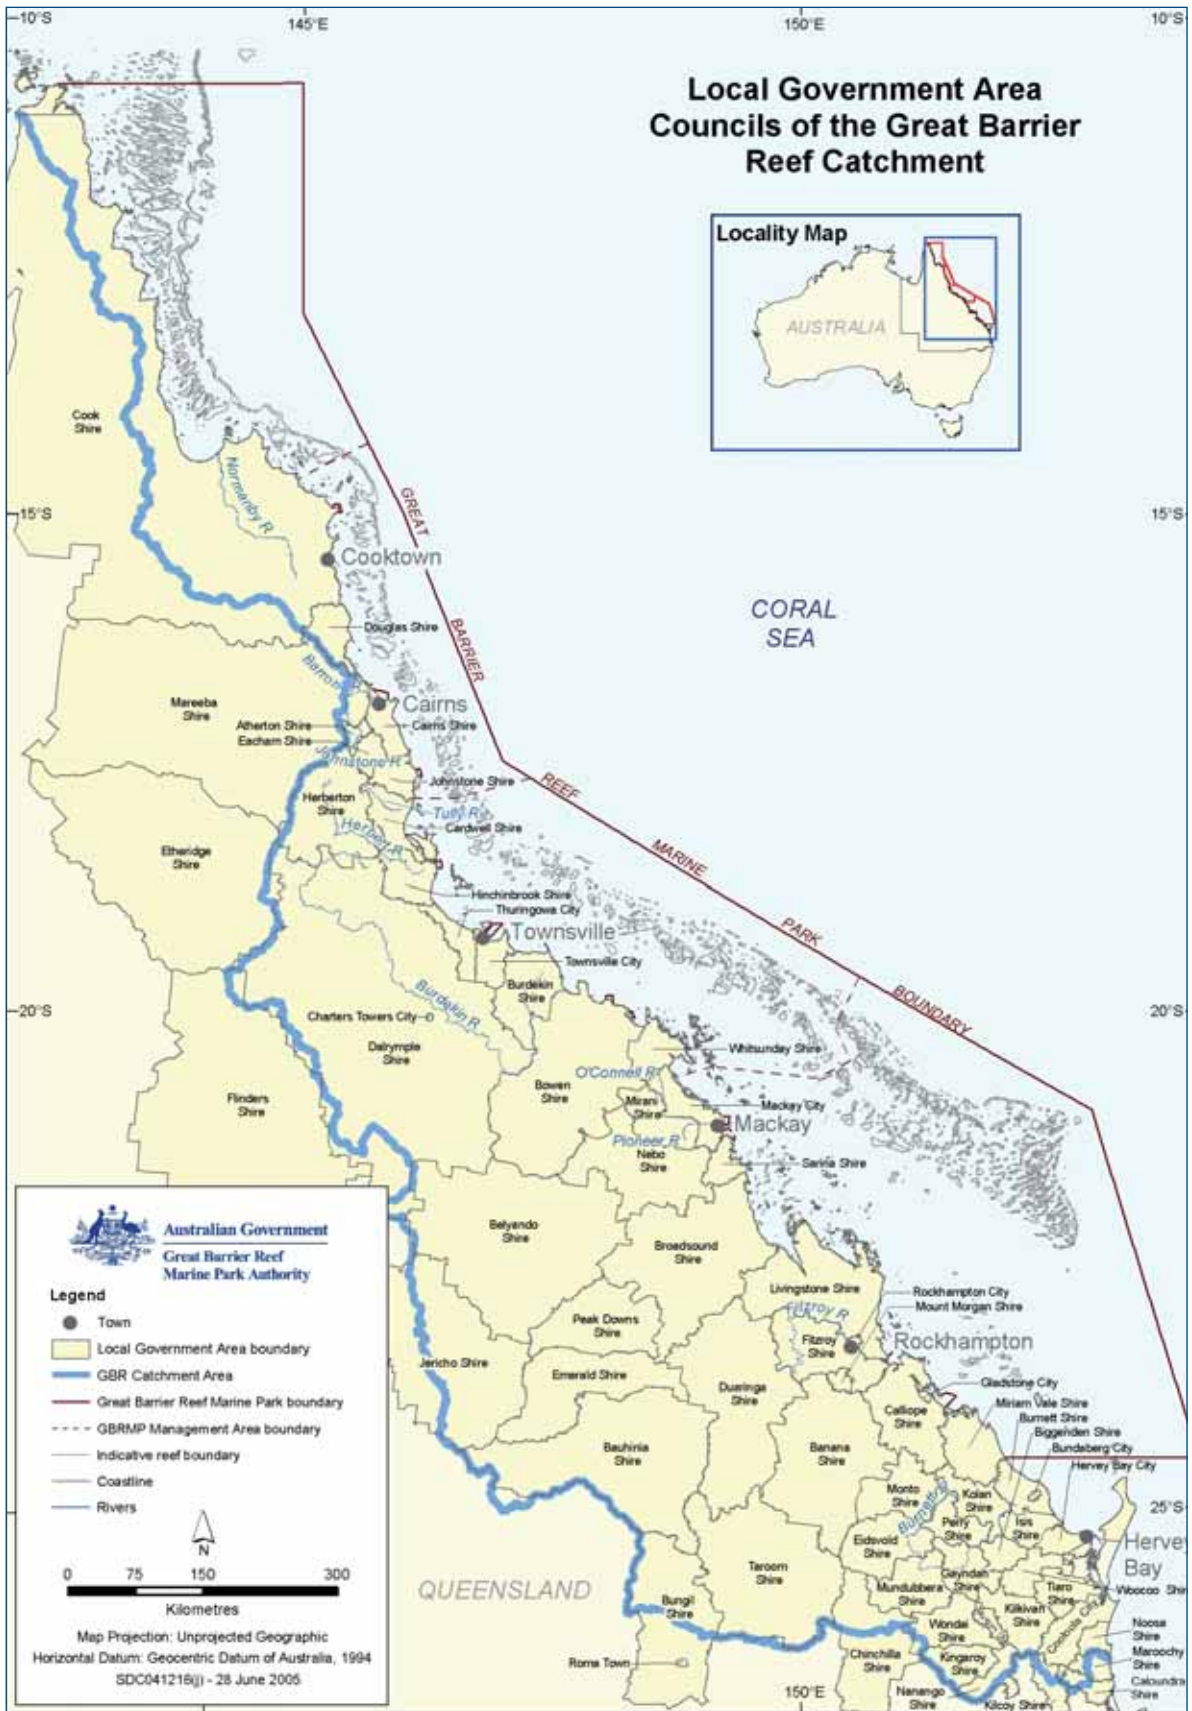 10°S
145°E
150°E
10°S
Local Government Area
Councils of the Great Barrier
Reef Catchment
Locality Map
AUSTRALIA
Cook
Shire
Normanby R
GREAT
15°S
15°S
Cooktown
CORAL
SEA
Douglas Shire
BARRIER
Barron
Mareeba
Shire
Cairns
Atherton Shire
Cairns Shire
Eacham Shire
Johnstone R
REEF
Johnstone Shire
Herberton
Shire
Tully R
Cardwell Shire
Herbert R
Etheridge
Shire
MARINE
Hinchinbrook Shire
Thuringowa City
Townsville
PARK
Townsville City
Burdekin
Shire
Burdekin R
BOUNDARY
20°S
20°S
Charters Towers City
Dalrymple
Shire
Whitsunday Shire
O'Connell R
Bowen
Shire
Flinders
Shire
Mirani
Shire
Mackey City
Mackay
Pioneer R
Nebo
Shire
Sarina Shire
Belyando
Shire
Broadsound
Shire
Livingstone Shire
Rockhampton City
Mount Morgan Shire
Fitzroy R
Peak Downs
Shire
Fitzroy
Shire
Rockhampton
Jericho Shire
Emerald Shire
Duaringa
Shire
Gladstone City
Calliope
Shire
Miriam Vale Shire
Burnett Shire
Biggenden Shire
Bundaberg City
Hervey Bay City
Bauhinia
Shire
Banana
Shire
Monto
Shire
Kolan
Shire
Burnett R
25°S
Perry
Shire
Isis
Shire
Eidsvold
Shire
Hervey
Bay
Taroom
Shire
Gayndah
Shire
Mundubbera
Shire
Tiaro
Shire
Woocoo Shire
QUEENSLAND
Bungil
Shire
Kilkivan
Shire
Cooloola City
Wondai
Shire
Noosa
Shire
Chinchilla
Shire
Kingaroy
Shire
Maroochy
Shire
Roma Town
Nanango
Shire
Kilcoy Shire
Caloundra
Shire
150°E
Australian Government
Great Barrier Reef
Marine Park Authority
Legend
Town
Local Government Area boundary
GBR Catchment Area
Great Barrier Reef Marine Park boundary
GBRMP Management Area boundary
Indicative reef boundary
Coastline
Rivers
N
0 75 150 300
Kilometres
Map Projection: Unprojected Geographic
Horizontal Datum: Geocentric Datum of Australia, 1994
SDC041216(j) - 28 June 2005